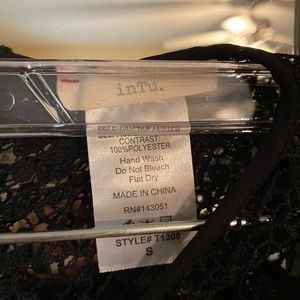 inTu.
CONTRAST:
100%POLYESTER
Hand Wash
Do Not Bleach
Flat Dry
MADE IN CHINA
RN#143051
STYLE# T1308
S